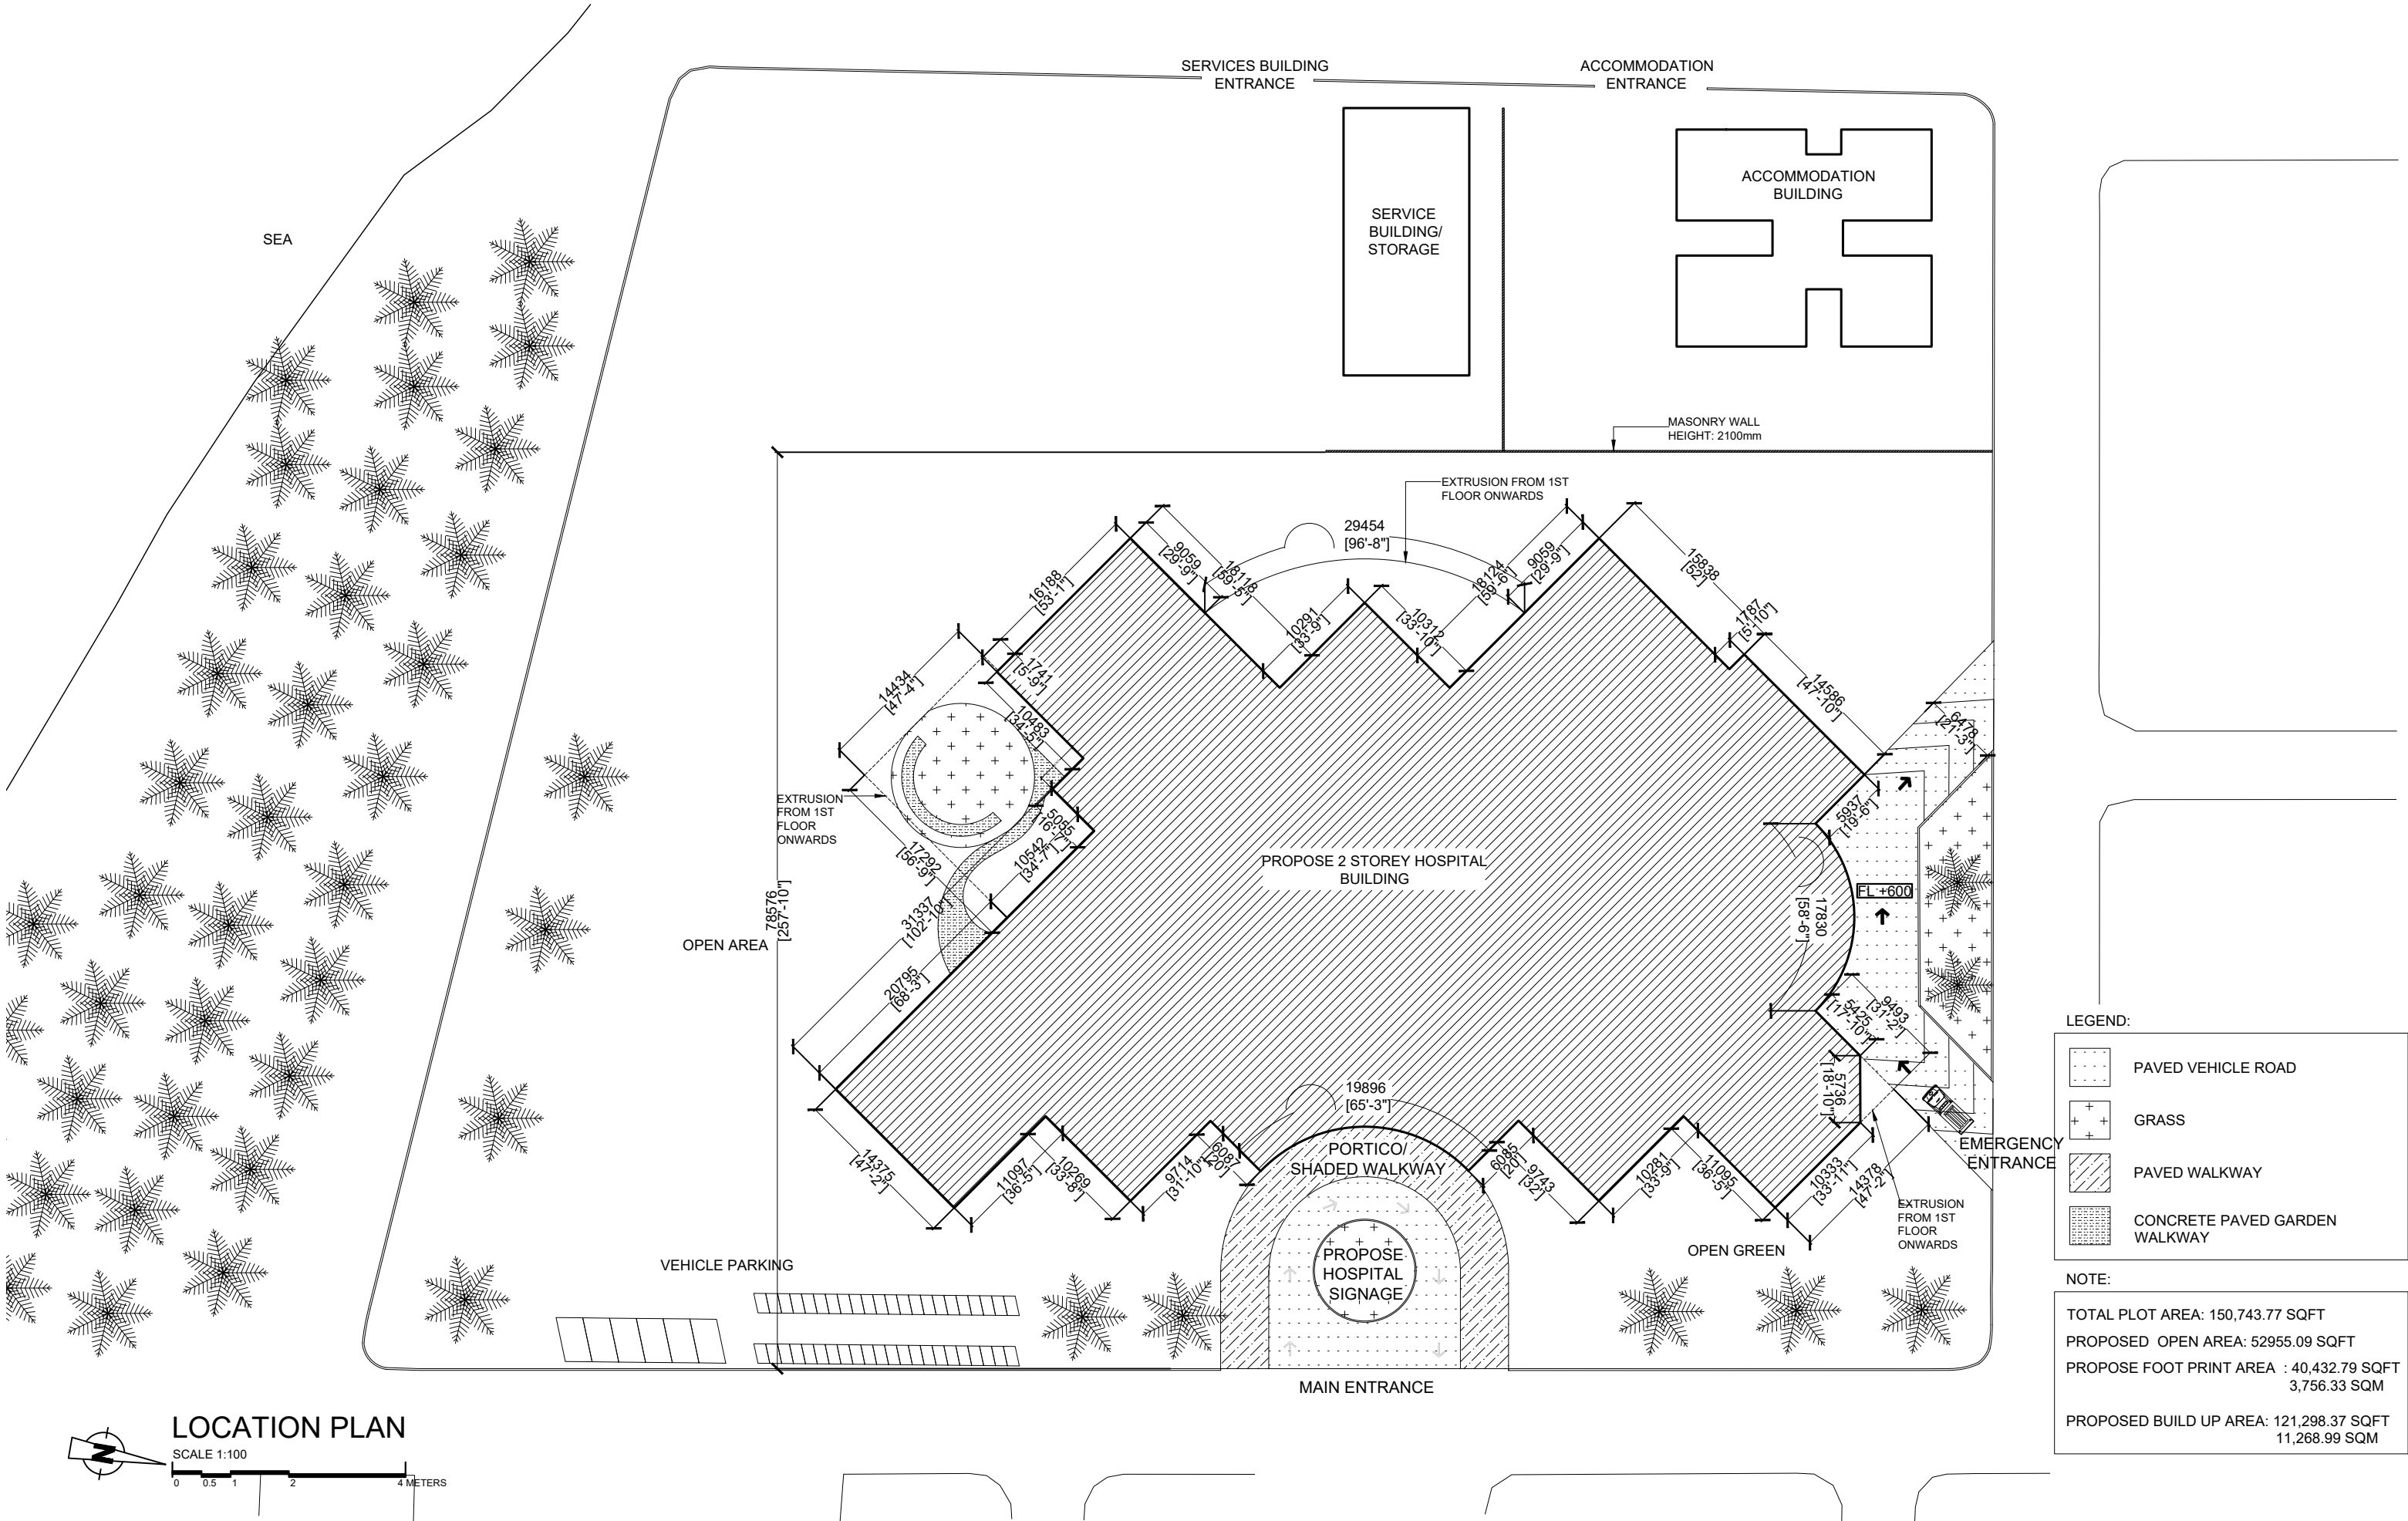 SERVICES BUILDING
ENTRANCE
ACCOMMODATION
ENTRANCE
SEA
SERVICE
BUILDING/
STORAGE
ACCOMMODATION
BUILDING
MASONRY WALL
HEIGHT: 2100mm
EXTRUSION FROM 1ST
FLOOR ONWARDS
29454
[96'-8"]
9059
[29'-9"]
18118
[59'-5"]
18124
[59'-6"]
9059
[29'-9"]
15838
[52']
16188
[53'-1"]
10291
[33'-9"]
10312
[33'-10"]
1787
[5'-10"]
1741
[5'-9"]
14434
[47'-4"]
10483
[34'-5"]
14586
[47'-10"]
6478
[21'-3"]
EXTRUSION
FROM 1ST
FLOOR
ONWARDS
5055
[16'-7"]
10542
[34'-7"]
17292
[56'-9"]
5937
[19'-6"]
PROPOSE 2 STOREY HOSPITAL
BUILDING
FL +600
17830
[58'-6"]
78576
[257'-10"]
OPEN AREA
31337
[102'-10"]
20795
[68'-3"]
9493
[31'-2"]
5425
[17'-10"]
5736
[18'-10"]
19896
[65'-3"]
PORTICO/
SHADED WALKWAY
EMERGENCY
ENTRANCE
14375
[47'-2"]
11097
[36'-5"]
10269
[33'-8"]
9714
[31'-10"]
6087
[20']
6085
[20']
9743
[32']
10281
[33'-9"]
11095
[36'-5"]
10333
[33'-11"]
14378
[47'-2"]
EXTRUSION
FROM 1ST
FLOOR
ONWARDS
OPEN GREEN
VEHICLE PARKING
PROPOSE
HOSPITAL
SIGNAGE
MAIN ENTRANCE
LEGEND:
PAVED VEHICLE ROAD
GRASS
PAVED WALKWAY
CONCRETE PAVED GARDEN
WALKWAY
NOTE:
TOTAL PLOT AREA: 150,743.77 SQFT
PROPOSED OPEN AREA: 52955.09 SQFT
PROPOSE FOOT PRINT AREA : 40,432.79 SQFT
3,756.33 SQM
PROPOSED BUILD UP AREA: 121,298.37 SQFT
11,268.99 SQM
N
LOCATION PLAN
SCALE 1:100
0 0.5 1 2 4 METERS